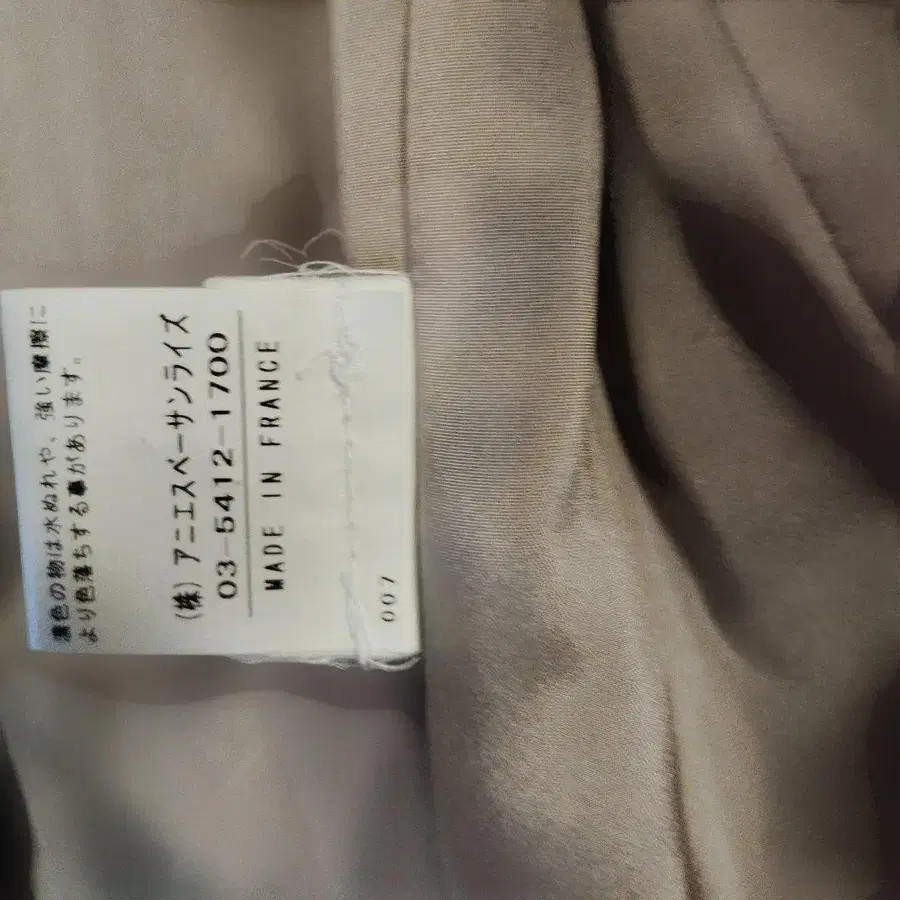 濃色の物は水ぬれや、強い摩擦に
より色落ちする事があります。
(株) アニエスベーサンライズ
03-5412-1700
MADE IN FRANCE
007